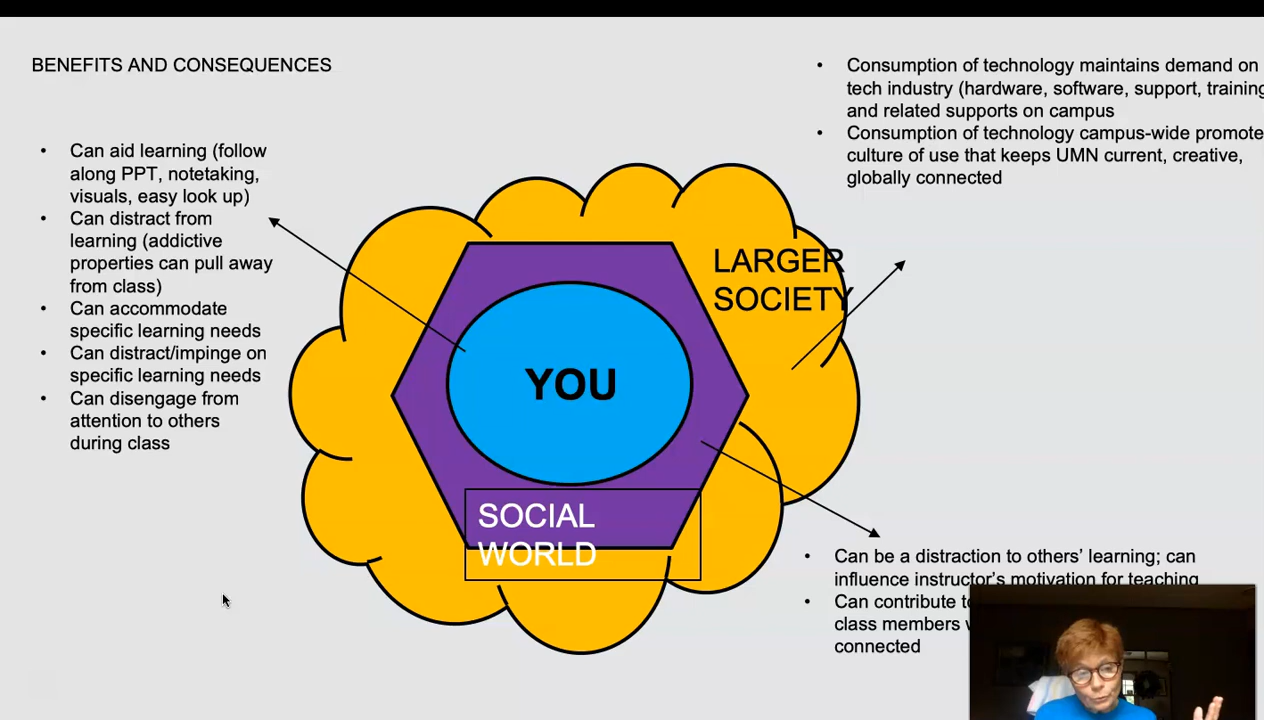 BENEFITS AND CONSEQUENCES
• Can aid learning (follow
along PPT, notetaking,
visuals, easy look up)
• Can distract from
learning (addictive
properties can pull away
from class)
• Can accommodate
specific learning needs
• Can distract/impinge on
specific learning needs
• Can disengage from
attention to others
during class
• Consumption of technology maintains demand on
tech industry (hardware, software, support, training
and related supports on campus
• Consumption of technology campus-wide promote
culture of use that keeps UMN current, creative,
globally connected
LARGER
SOCIETY
YOU
SOCIAL
WORLD
• Can be a distraction to others' learning; can
influence instructor's motivation for teaching
• Can contribute
class members
connected